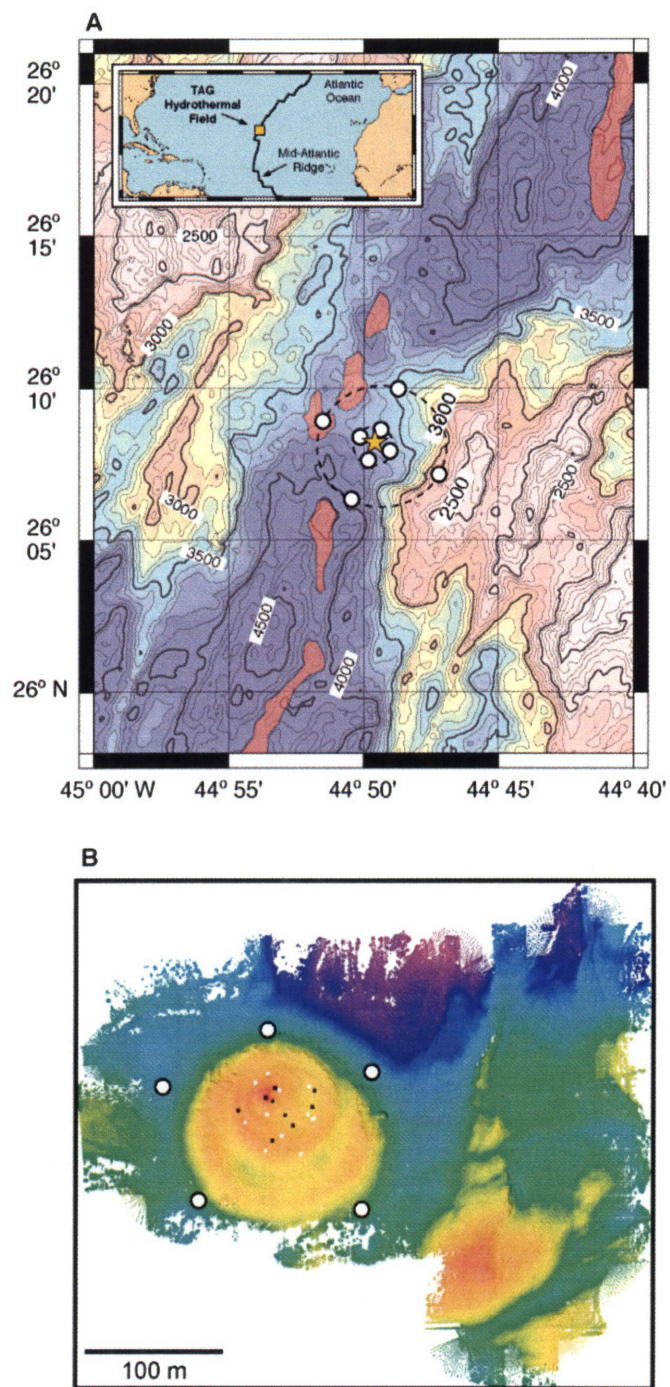 A
26°
20'
26°
15'
26°
10'
26°
05'
26° N
TAG
Hydrothermal
Field
Atlantic
Ocean
Mid-Atlantic
Ridge
4000
2500
3000
3500
3000
2500
2500
3000
3500
4500
4000
45° 00' W
44° 55'
44° 50'
44° 45'
44° 40'
B
100 m